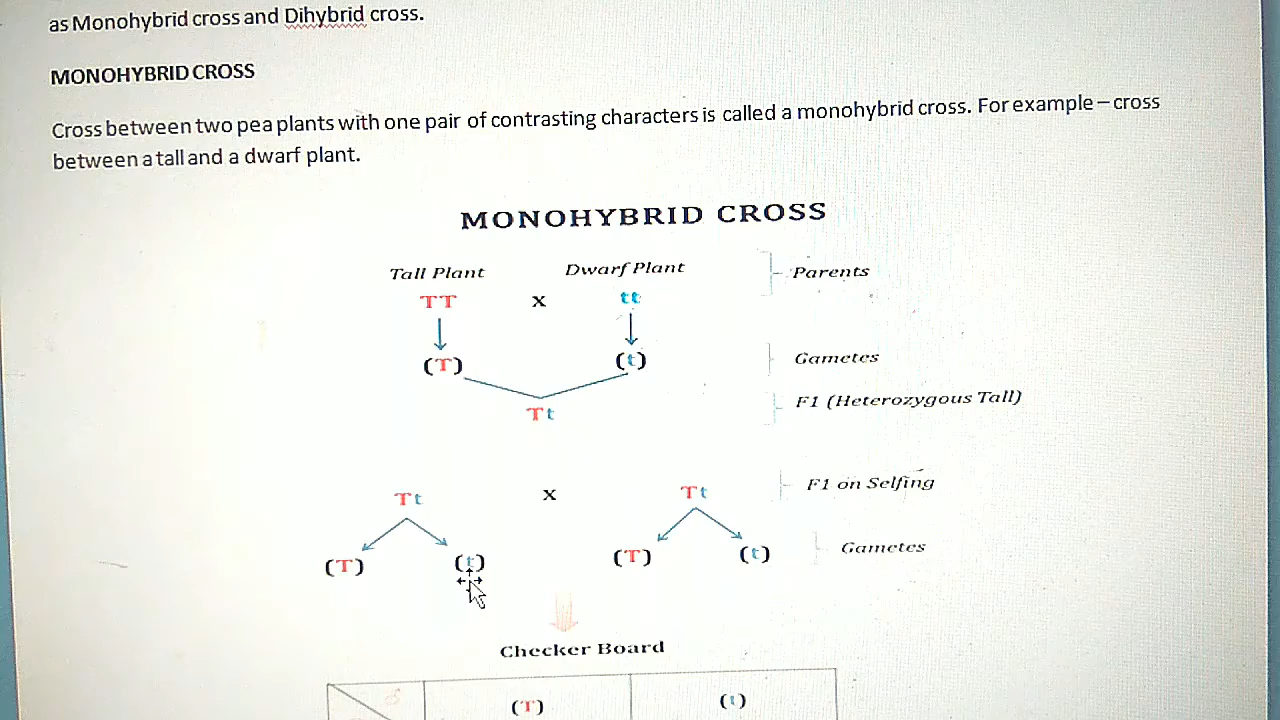 as Monohybrid cross and Dihybrid cross.
MONOHYBRID CROSS
Cross between two pea plants with one pair of contrasting characters is called a monohybrid cross. For example – cross
between a tall and a dwarf plant.
MONOHYBRID CROSS
Tall Plant Dwarf Plant Parents
TT x tt
(T) (t) Gametes
Tt F1 (Heterozygous Tall)
Tt x Tt F1 on Selfing
(T) (t) (T) (t) Gametes
Checker Board
♂ (T) (t)